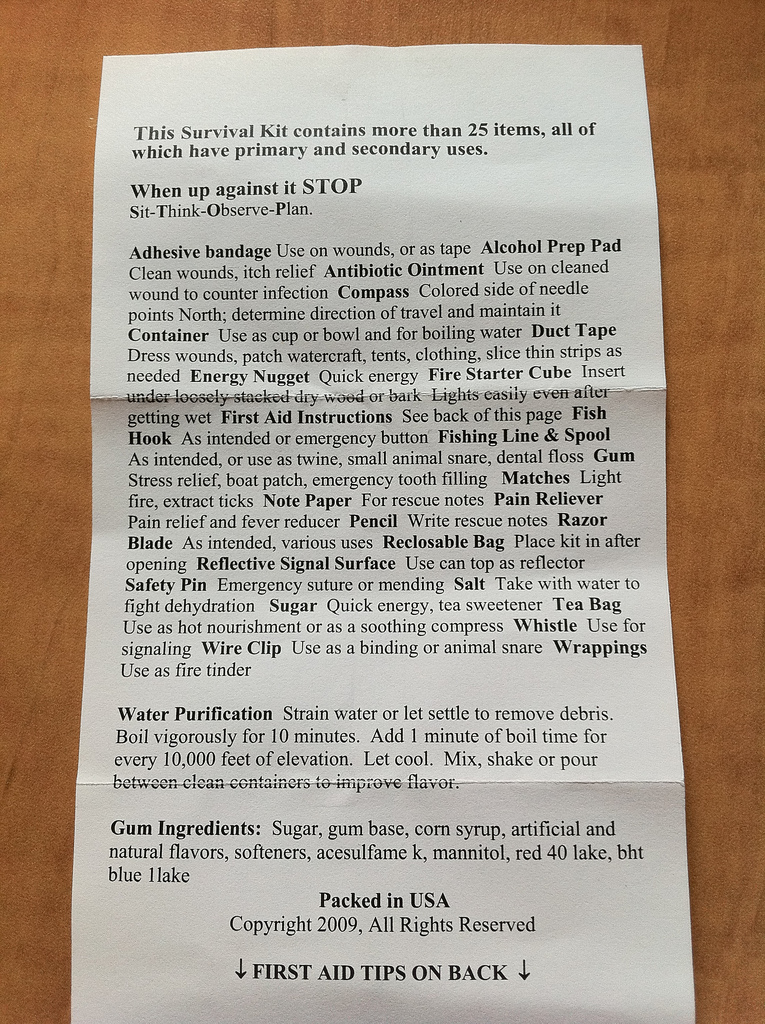 This Survival Kit contains more than 25 items, all of
which have primary and secondary uses.
When up against it STOP
Sit-Think-Observe-Plan.
Adhesive bandage Use on wounds, or as tape Alcohol Prep Pad
Clean wounds, itch relief Antibiotic Ointment Use on cleaned
wound to counter infection Compass Colored side of needle
points North; determine direction of travel and maintain it
Container Use as cup or bowl and for boiling water Duct Tape
Dress wounds, patch watercraft, tents, clothing, slice thin strips as
needed Energy Nugget Quick energy Fire Starter Cube Insert
under loosely stacked dry wood or bark Lights easily even after
getting wet First Aid Instructions See back of this page Fish
Hook As intended or emergency button Fishing Line & Spool
As intended, or use as twine, small animal snare, dental floss Gum
Stress relief, boat patch, emergency tooth filling Matches Light
fire, extract ticks Note Paper For rescue notes Pain Reliever
Pain relief and fever reducer Pencil Write rescue notes Razor
Blade As intended, various uses Reclosable Bag Place kit in after
opening Reflective Signal Surface Use can top as reflector
Safety Pin Emergency suture or mending Salt Take with water to
fight dehydration Sugar Quick energy, tea sweetener Tea Bag
Use as hot nourishment or as a soothing compress Whistle Use for
signaling Wire Clip Use as a binding or animal snare Wrappings
Use as fire tinder
Water Purification Strain water or let settle to remove debris.
Boil vigorously for 10 minutes. Add 1 minute of boil time for
every 10,000 feet of elevation. Let cool. Mix, shake or pour
between clean containers to improve flavor.
Gum Ingredients: Sugar, gum base, corn syrup, artificial and
natural flavors, softeners, acesulfame k, mannitol, red 40 lake, bht
blue 1lake
Packed in USA
Copyright 2009, All Rights Reserved
↓ FIRST AID TIPS ON BACK ↓